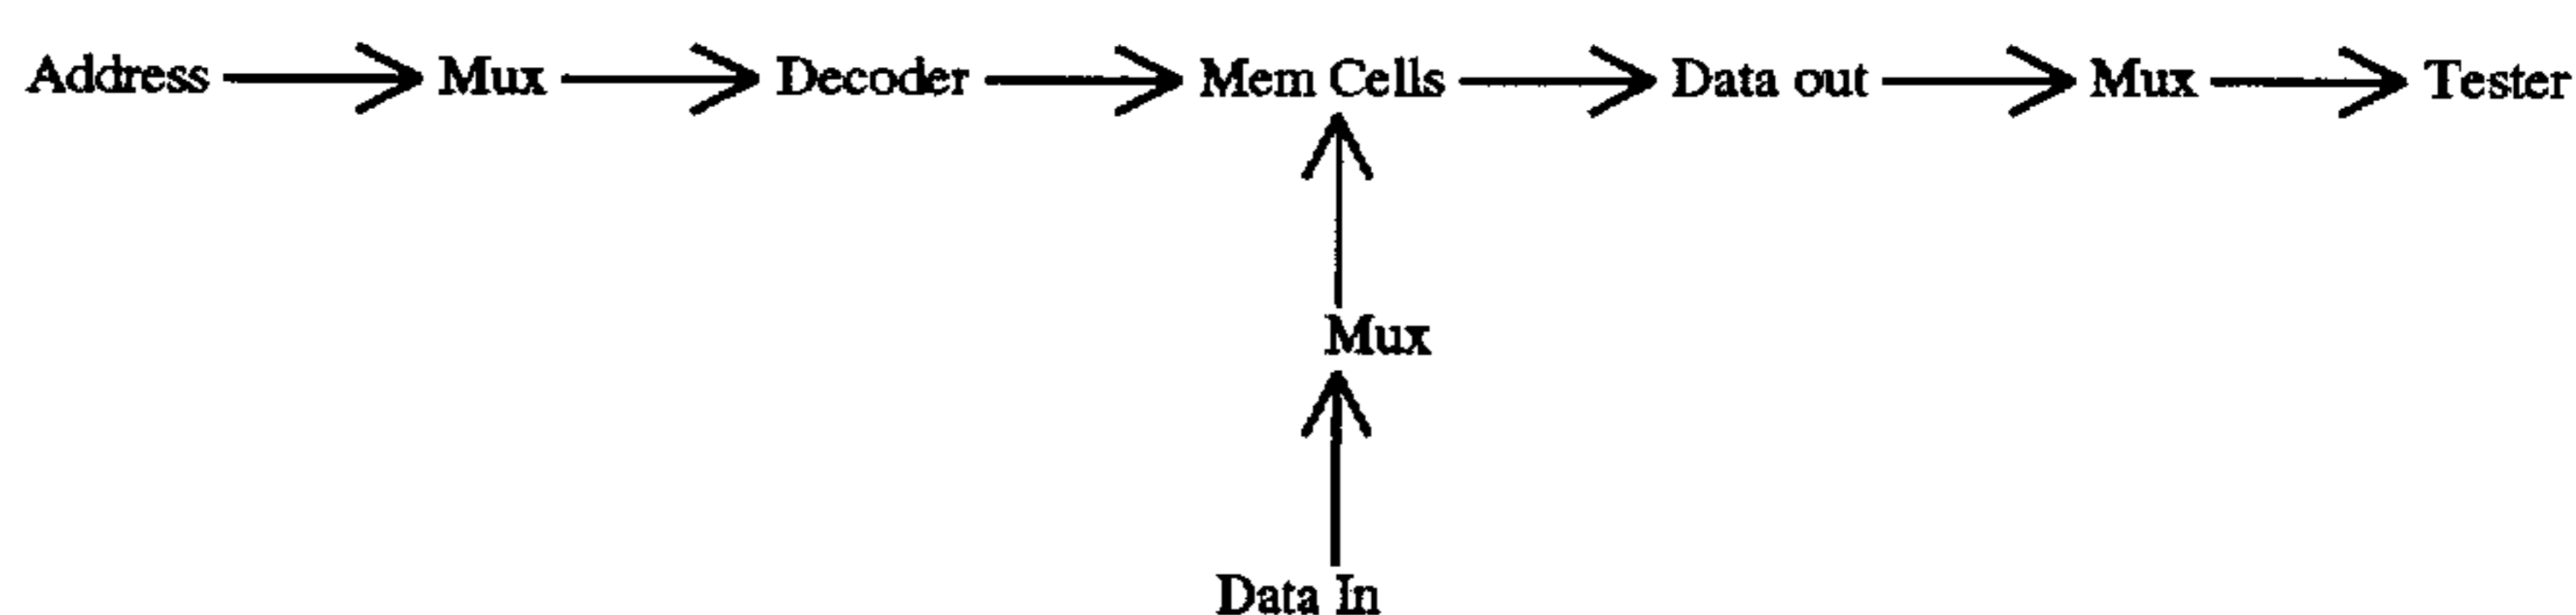 Address Mux Decoder Mem Cells Data out Mux Tester
Mux
Data In